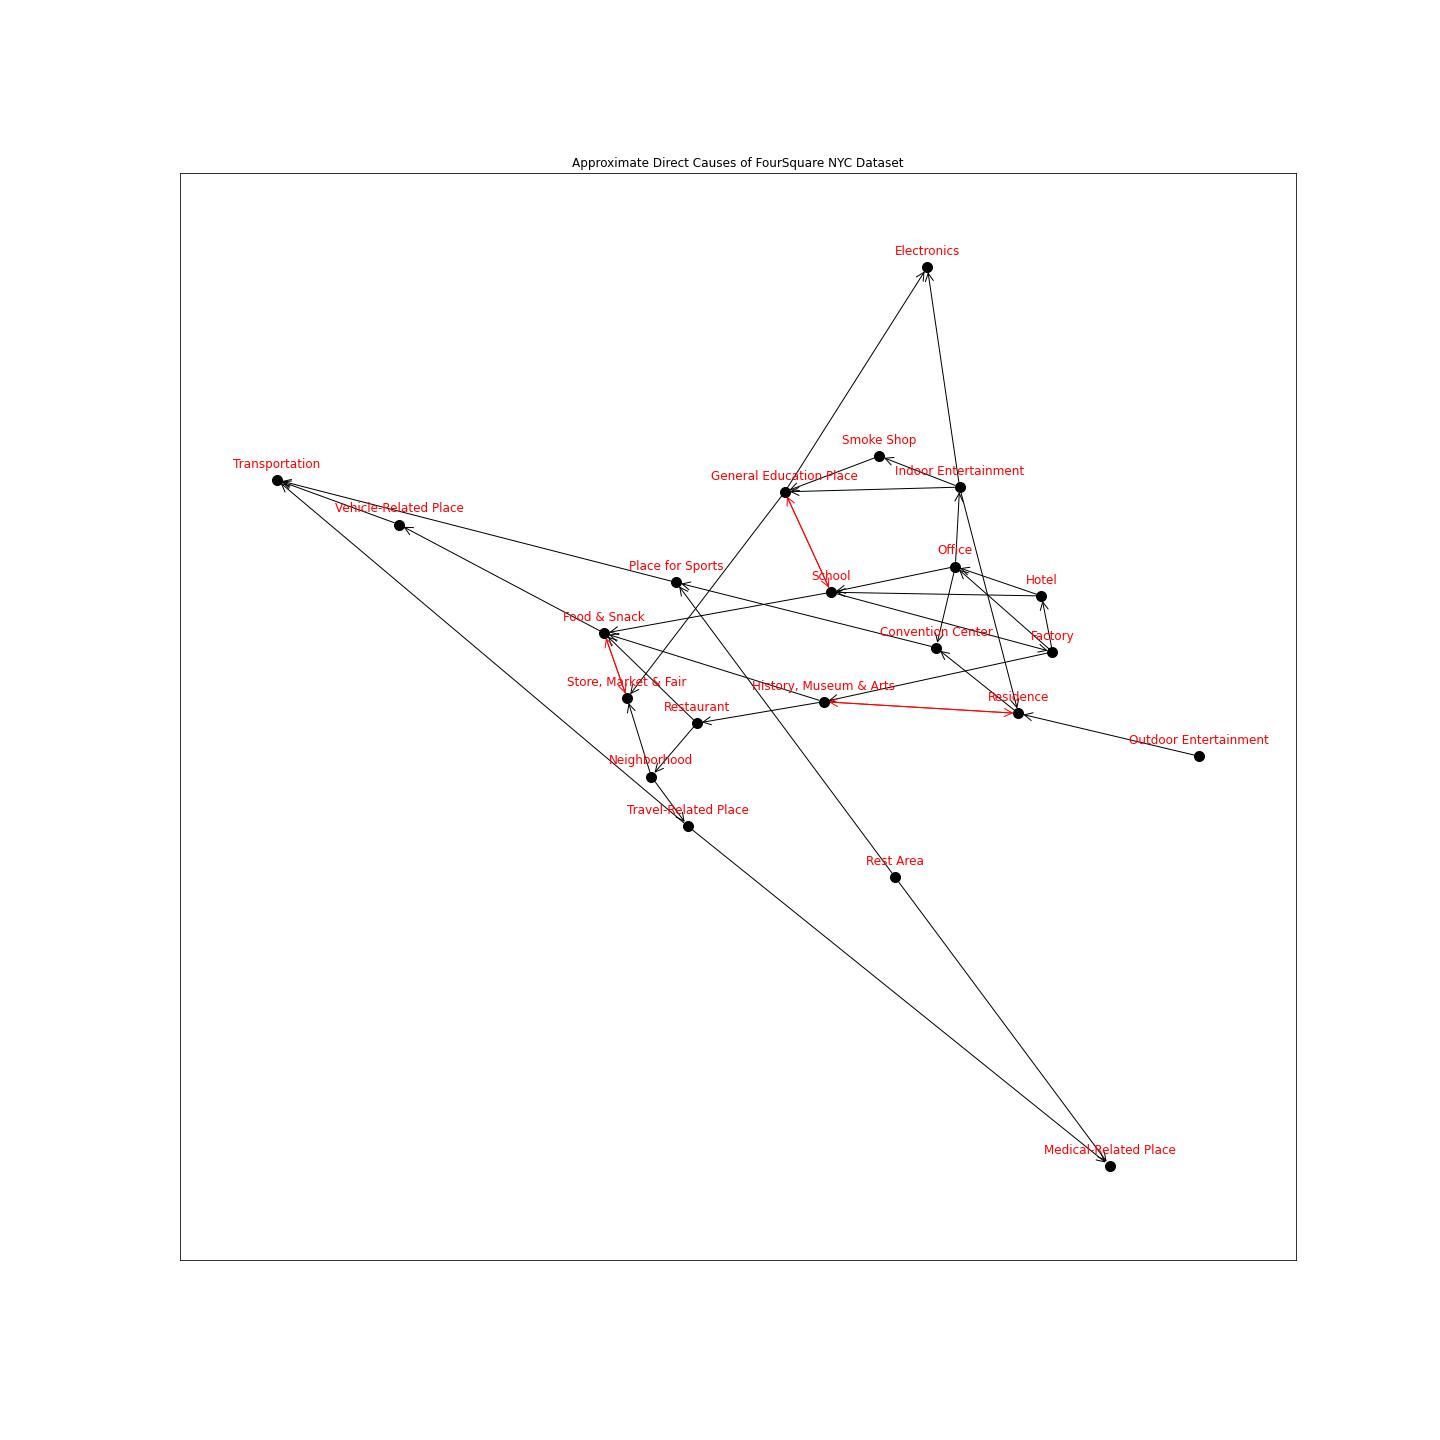 Approximate Direct Causes of FourSquare NYC Dataset
Electronics
Smoke Shop
Transportation
Indoor Entertainment
General Education Place
Vehicle-Related Place
Office
Place for Sports
School
Hotel
Food & Snack
Convention Center
Factory
Store, Market & Fair
History, Museum & Arts
Residence
Restaurant
Outdoor Entertainment
Neighborhood
Travel-Related Place
Rest Area
Medical-Related Place